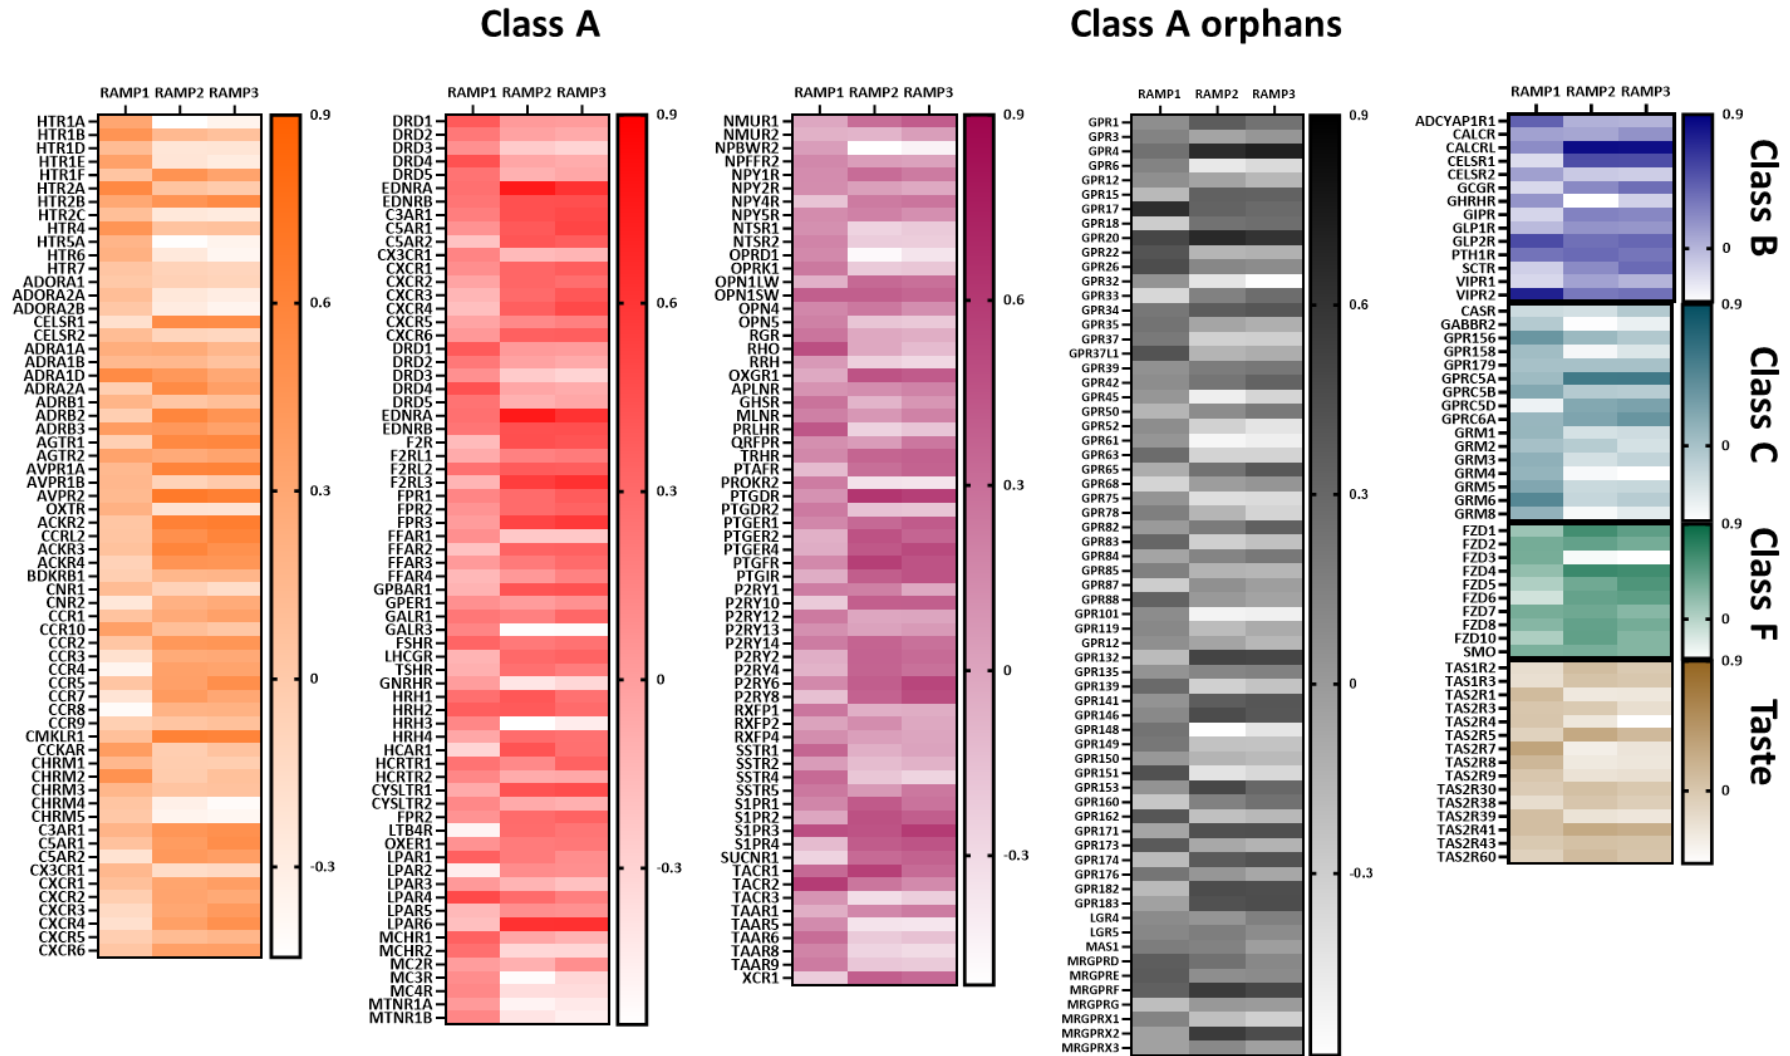 Class A
Class A orphans
RAMP1 RAMP2 RAMP3
HTR1A
HTR1B
HTR1D
HTR1E
HTR1F
HTR2A
HTR2B
HTR2C
HTR4
HTR5A
HTR6
HTR7
ADORA1
ADORA2A
ADORA2B
CELSR1
CELSR2
ADRA1A
ADRA1B
ADRA1D
ADRA2A
ADRB1
ADRB2
ADRB3
AGTR1
AGTR2
AVPR1A
AVPR1B
AVPR2
OXTR
ACKR2
CCRL2
ACKR3
ACKR4
BDKRB1
CNR1
CNR2
CCR1
CCR10
CCR2
CCR3
CCR4
CCR5
CCR7
CCR8
CCR9
CMKLR1
CCKAR
CHRM1
CHRM2
CHRM3
CHRM4
CHRM5
C3AR1
C5AR1
C5AR2
CX3CR1
CXCR1
CXCR2
CXCR3
CXCR4
CXCR5
CXCR6
0.9
0.6
0.3
0
-0.3
RAMP1 RAMP2 RAMP3
DRD1
DRD2
DRD3
DRD4
DRD5
EDNRA
EDNRB
C3AR1
C5AR1
C5AR2
CX3CR1
CXCR1
CXCR2
CXCR3
CXCR4
CXCR5
CXCR6
DRD1
DRD2
DRD3
DRD4
DRD5
EDNRA
EDNRB
F2R
F2RL1
F2RL2
F2RL3
FPR1
FPR2
FPR3
FFAR1
FFAR2
FFAR3
FFAR4
GPBAR1
GPER1
GALR1
GALR3
FSHR
LHCGR
TSHR
GNRHR
HRH1
HRH2
HRH3
HRH4
HCAR1
HCRTR1
HCRTR2
CYSLTR1
CYSLTR2
FPR2
LTB4R
OXER1
LPAR1
LPAR2
LPAR3
LPAR4
LPAR5
LPAR6
MCHR1
MCHR2
MC2R
MC3R
MC4R
MTNR1A
MTNR1B
0.9
0.6
0.3
0
-0.3
RAMP1 RAMP2 RAMP3
NMUR1
NMUR2
NPBWR2
NPFFR2
NPY1R
NPY2R
NPY4R
NPY5R
NTSR1
NTSR2
OPRD1
OPRK1
OPN1LW
OPN1SW
OPN4
OPN5
RGR
RHO
RRH
OXGR1
APLNR
GHSR
MLNR
PRLHR
QRFPR
TRHR
PTAFR
PROKR2
PTGDR
PTGDR2
PTGER1
PTGER2
PTGER4
PTGFR
PTGIR
P2RY1
P2RY10
P2RY12
P2RY13
P2RY14
P2RY2
P2RY4
P2RY6
P2RY8
RXFP1
RXFP2
RXFP4
SSTR1
SSTR2
SSTR4
SSTR5
S1PR1
S1PR2
S1PR3
S1PR4
SUCNR1
TACR1
TACR2
TACR3
TAAR1
TAAR5
TAAR6
TAAR8
TAAR9
XCR1
0.9
0.6
0.3
0
-0.3
RAMP1 RAMP2 RAMP3
GPR1
GPR3
GPR4
GPR6
GPR12
GPR15
GPR17
GPR18
GPR20
GPR22
GPR26
GPR32
GPR33
GPR34
GPR35
GPR37
GPR37L1
GPR39
GPR42
GPR45
GPR50
GPR52
GPR61
GPR63
GPR65
GPR68
GPR75
GPR78
GPR82
GPR83
GPR84
GPR85
GPR87
GPR88
GPR101
GPR119
GPR12
GPR132
GPR135
GPR139
GPR141
GPR146
GPR148
GPR149
GPR150
GPR151
GPR153
GPR160
GPR162
GPR171
GPR173
GPR174
GPR176
GPR182
GPR183
LGR4
LGR5
MAS1
MRGPRD
MRGPRE
MRGPRF
MRGPRG
MRGPRX1
MRGPRX2
MRGPRX3
0.9
0.6
0.3
0
-0.3
RAMP1 RAMP2 RAMP3
ADCYAP1R1
CALCR
CALCRL
CELSR1
CELSR2
GCGR
GHRHR
GIPR
GLP1R
GLP2R
PTH1R
SCTR
VIPR1
VIPR2
0.9
0
Class B
CASR
GABBR2
GPR156
GPR158
GPR179
GPRC5A
GPRC5B
GPRC5D
GPRC6A
GRM1
GRM2
GRM3
GRM4
GRM5
GRM6
GRM8
0.9
0
Class C
FZD1
FZD2
FZD3
FZD4
FZD5
FZD6
FZD7
FZD8
FZD10
SMO
0.9
0
Class F
TAS1R2
TAS1R3
TAS2R1
TAS2R3
TAS2R4
TAS2R5
TAS2R7
TAS2R8
TAS2R9
TAS2R30
TAS2R38
TAS2R39
TAS2R41
TAS2R43
TAS2R60
0.9
0
Taste